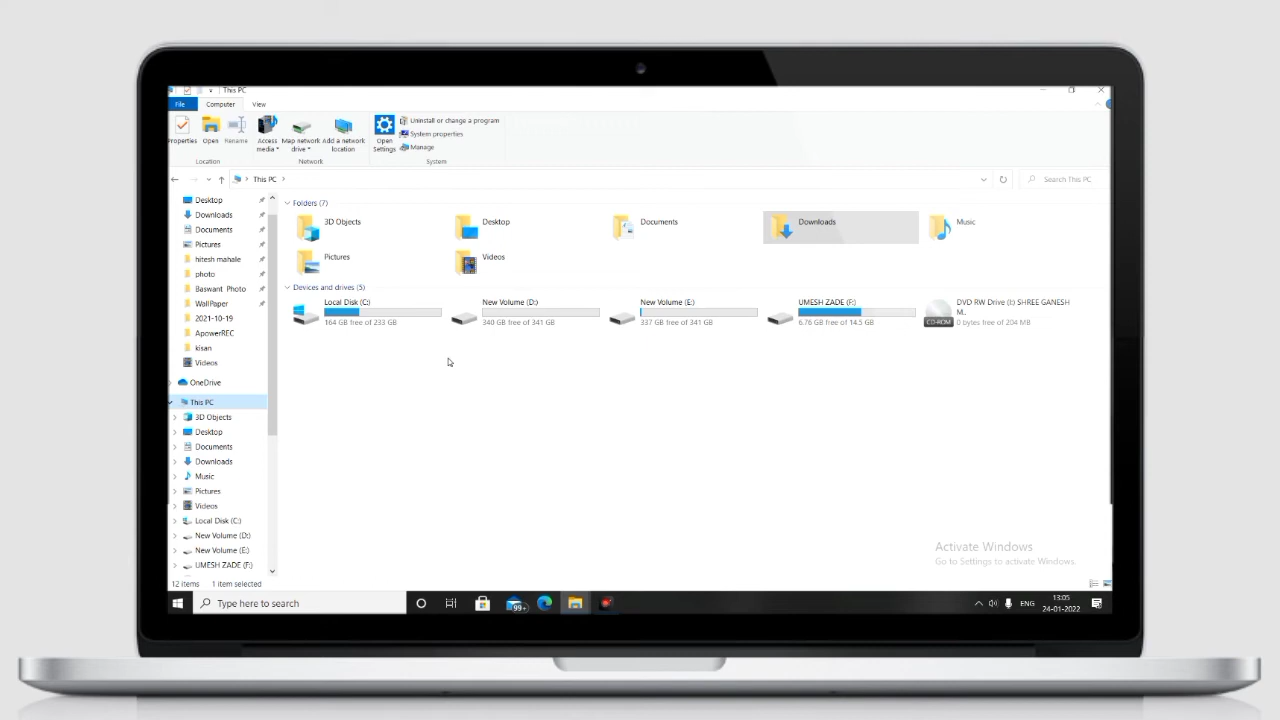 This PC
File
Computer
View
Properties
Open
Rename
Access media
Map network drive
Add a network location
Open Settings
Uninstall or change a program
System properties
Manage
Location
Network
System
This PC
Search This PC
Desktop
Downloads
Documents
Pictures
hitesh mahale
photo
Baswant Photo
WallPaper
2021-10-19
ApowerREC
kisan
Videos
OneDrive
This PC
3D Objects
Desktop
Documents
Downloads
Music
Pictures
Videos
Local Disk (C:)
New Volume (D:)
New Volume (E:)
UMESH ZADE (F:)
Folders (7)
3D Objects
Desktop
Documents
Downloads
Music
Pictures
Videos
Devices and drives (5)
Local Disk (C:)
164 GB free of 233 GB
New Volume (D:)
340 GB free of 341 GB
New Volume (E:)
337 GB free of 341 GB
UMESH ZADE (F:)
6.76 GB free of 14.5 GB
CD-ROM
DVD RW Drive (I:) SHREE GANESH
M..
0 bytes free of 204 MB
Activate Windows
Go to Settings to activate Windows.
12 items
1 item selected
Type here to search
99+
ENG
13:05
24-01-2022